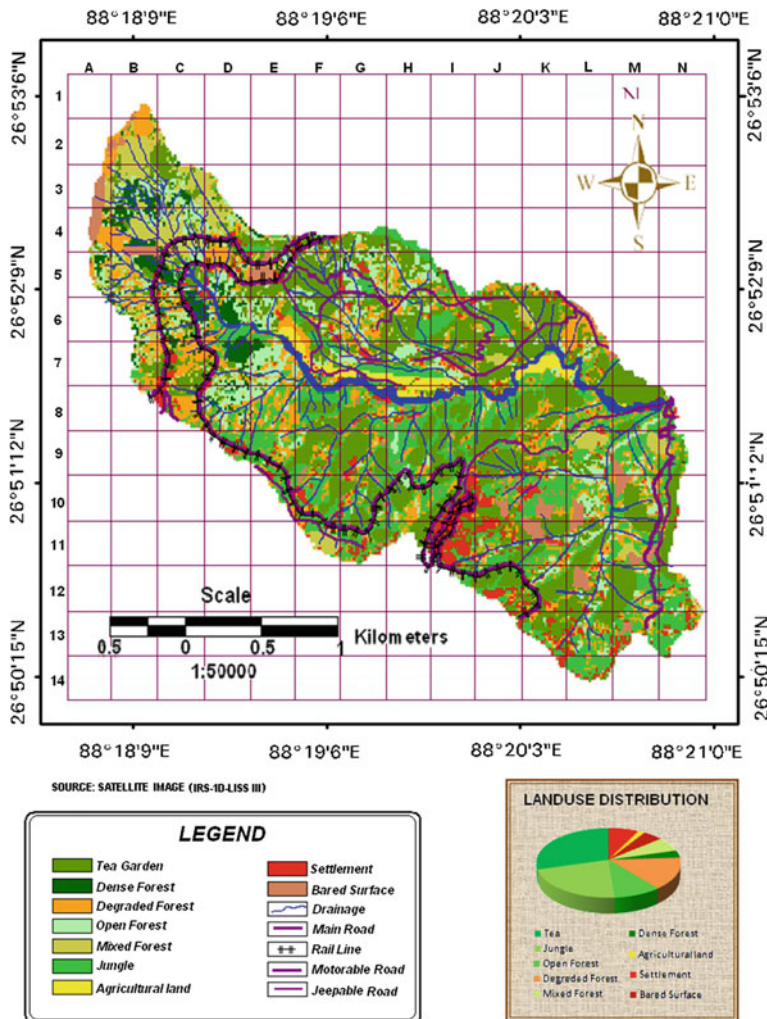 88°18'9"E 88°19'6"E 88°20'3"E 88°21'0"E
A B C D E F G H I J K L M N
26°53'6"N
26°52'9"N
26°51'12"N
26°50'15"N
1
2
3
4
5
6
7
8
9
10
11
12
13
14
N
W E
S
26°53'6"N
26°52'9"N
26°51'12"N
26°50'15"N
Scale
0.5 0 0.5 1 Kilometers
1:50000
88°18'9"E 88°19'6"E 88°20'3"E 88°21'0"E
SOURCE: SATELLITE IMAGE (IRS-1D-LISS III)
LEGEND
Tea Garden
Dense Forest
Degraded Forest
Open Forest
Mixed Forest
Jungle
Agricultural land
Settlement
Bared Surface
Drainage
Main Road
Rail Line
Motorable Road
Jeepable Road
LANDUSE DISTRIBUTION
Tea
Jungle
Open Forest
Degraded Forest
Mixed Forest
Dense Forest
Agricultural land
Settlement
Bared Surface